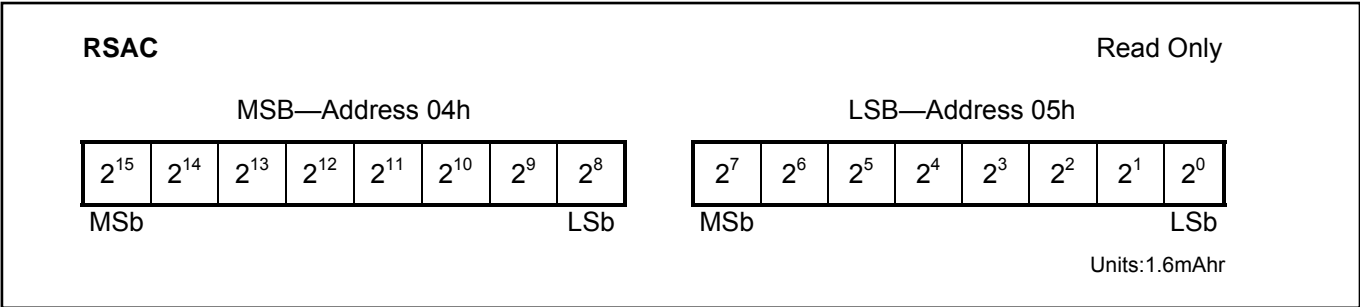 RSAC Read Only
MSB—Address 04h LSB—Address 05h
2¹⁵ 2¹⁴ 2¹³ 2¹² 2¹¹ 2¹⁰ 2⁹ 2⁸ 2⁷ 2⁶ 2⁵ 2⁴ 2³ 2² 2¹ 2⁰
MSb LSb MSb LSb
Units:1.6mAhr